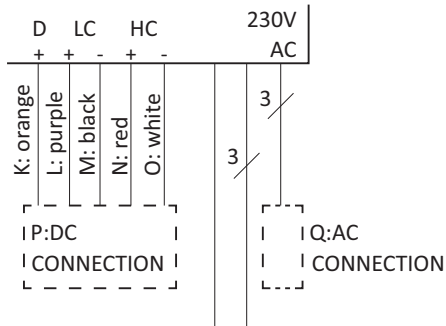 D LC HC 230V
AC
+ + - + -
K: orange
L: purple
M: black
N: red
O: white
3
3
P:DC
CONNECTION
Q:AC
CONNECTION